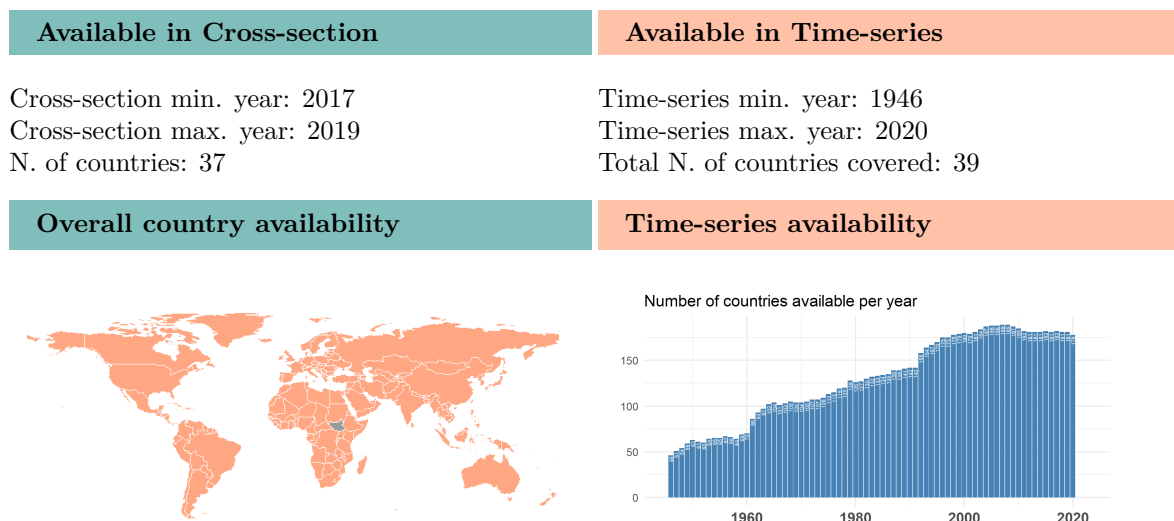 Available in Cross-section
Available in Time-series
Cross-section min. year: 2017
Cross-section max. year: 2019
N. of countries: 37
Time-series min. year: 1946
Time-series max. year: 2020
Total N. of countries covered: 39
Overall country availability
Time-series availability
Number of countries available per year
150
100
50
0
1960
1980
2000
2020